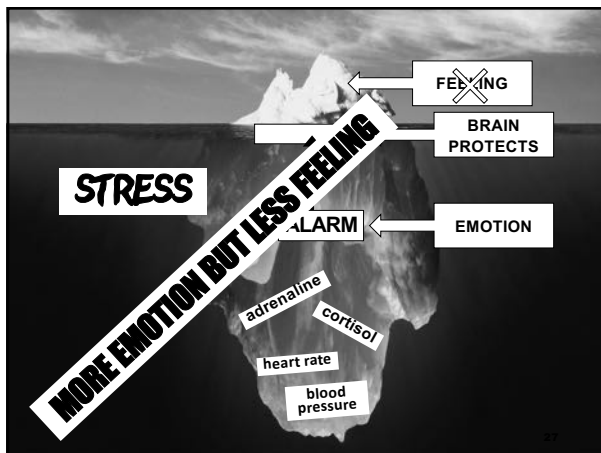 FEELING
BRAIN
PROTECTS
STRESS
MORE EMOTION BUT LESS FEELING
ALARM
EMOTION
adrenaline
cortisol
heart rate
blood
pressure
27